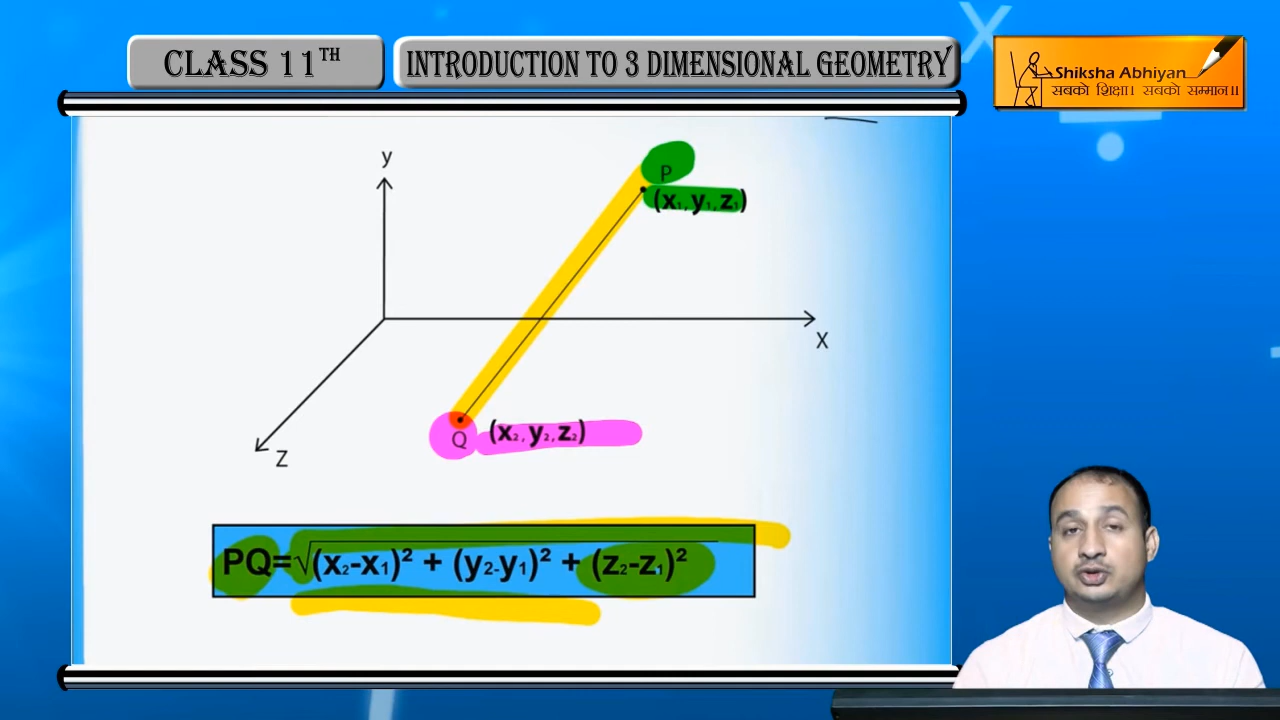 CLASS 11TH
INTRODUCTION TO 3 DIMENSIONAL GEOMETRY
Shiksha Abhiyan
सबको शिक्षा। सबको सम्मान॥
y
P
(x₁, y₁, z₁)
X
Q (x₂, y₂, z₂)
Z
PQ=√(x₂-x₁)² + (y₂-y₁)² + (z₂-z₁)²